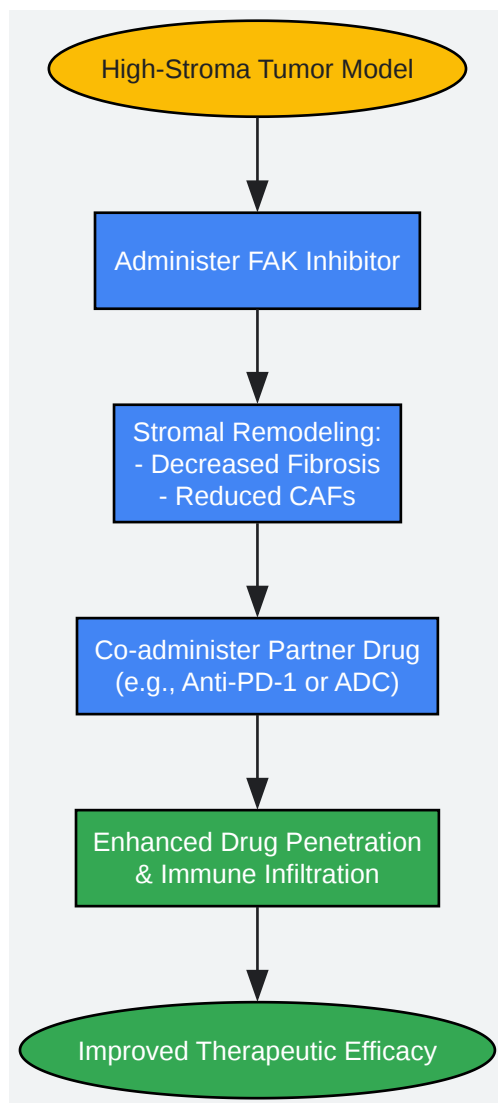 High-Stroma Tumor Model
Administer FAK Inhibitor
Stromal Remodeling:
- Decreased Fibrosis
- Reduced CAFs
Co-administer Partner Drug
(e.g., Anti-PD-1 or ADC)
Enhanced Drug Penetration
& Immune Infiltration
Improved Therapeutic Efficacy